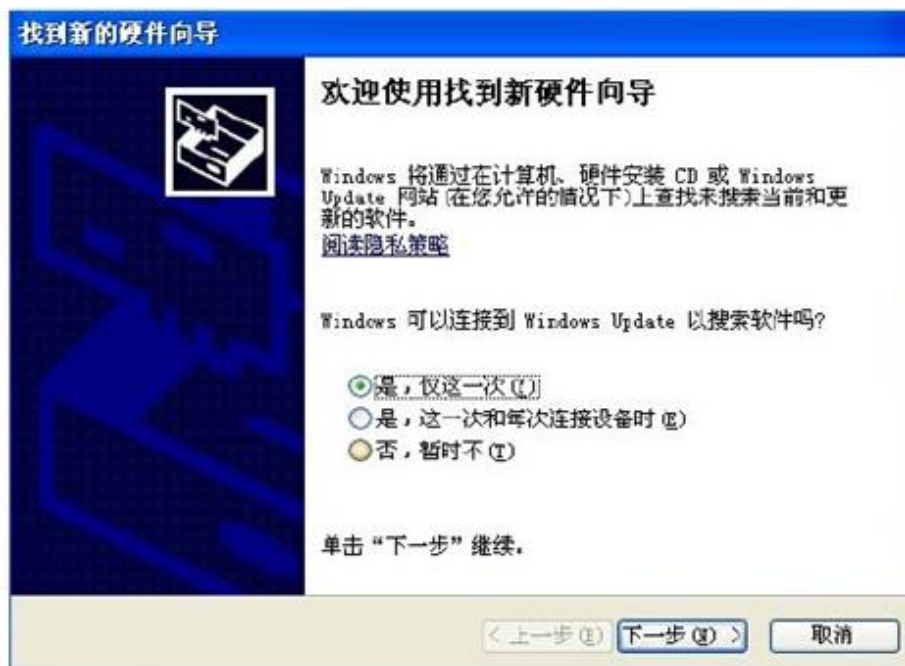 找到新的硬件向导
欢迎使用找到新硬件向导
Windows 将通过在计算机、硬件安装 CD 或 Windows
Update 网站(在您允许的情况下)上查找来搜索当前和更
新的软件。
阅读隐私策略
Windows 可以连接到 Windows Update 以搜索软件吗?
是，仅这一次(Y)
是，这一次和每次连接设备时(E)
否，暂时不(T)
单击“下一步”继续。
< 上一步(B) 下一步(N) > 取消